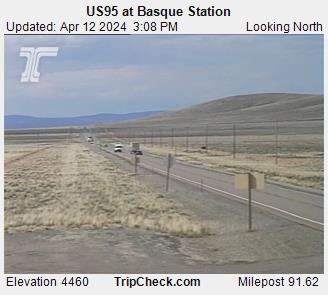 US95 at Basque Station
Updated: Apr 12 2024 3:08 PM Looking North
Elevation 4460 TripCheck.com Milepost 91.62